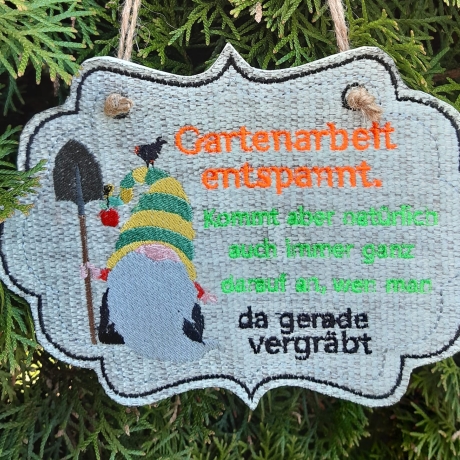 Gartenarbeit
entspannt.
Kommt aber natürlich
auch immer ganz
darauf an, wen man
da gerade
vergräbt